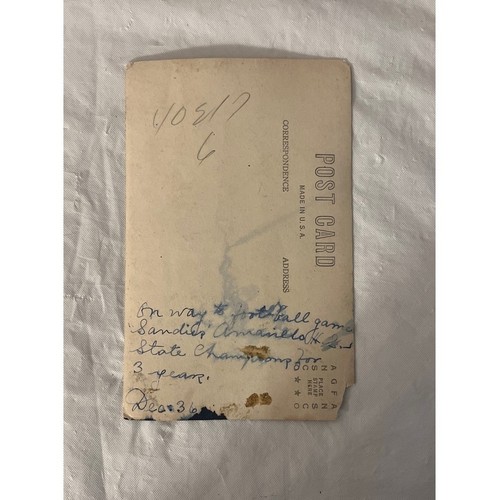 POST CARD
MADE IN U.S.A.
CORRESPONDENCE
ADDRESS
PLACE
STAMP
HERE
On way to football game
Sandies Amarillo H.
State Champions for
3 years.
Dec 36